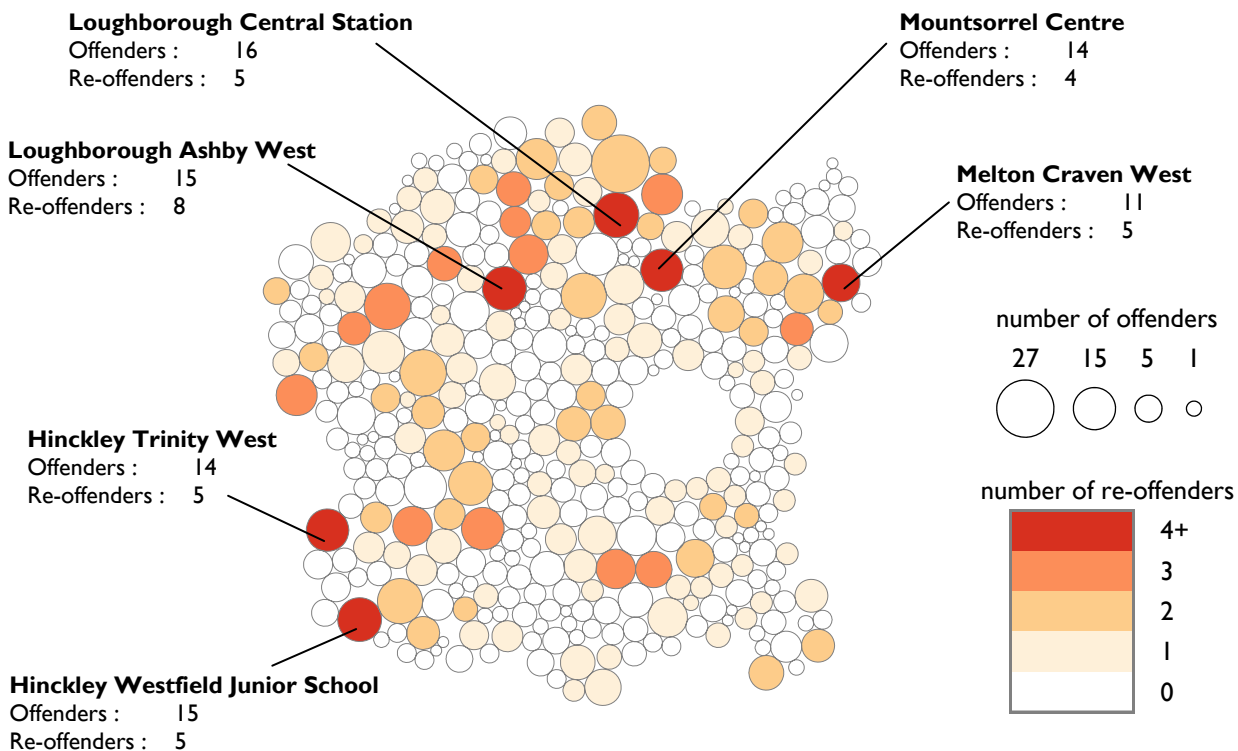 Loughborough Central Station
Offenders : 16
Re-offenders : 5
Mountsorrel Centre
Offenders : 14
Re-offenders : 4
Loughborough Ashby West
Offenders : 15
Re-offenders : 8
Melton Craven West
Offenders : 11
Re-offenders : 5
number of offenders
27 15 5 1
Hinckley Trinity West
Offenders : 14
Re-offenders : 5
number of re-offenders
4+
3
2
1
0
Hinckley Westfield Junior School
Offenders : 15
Re-offenders : 5